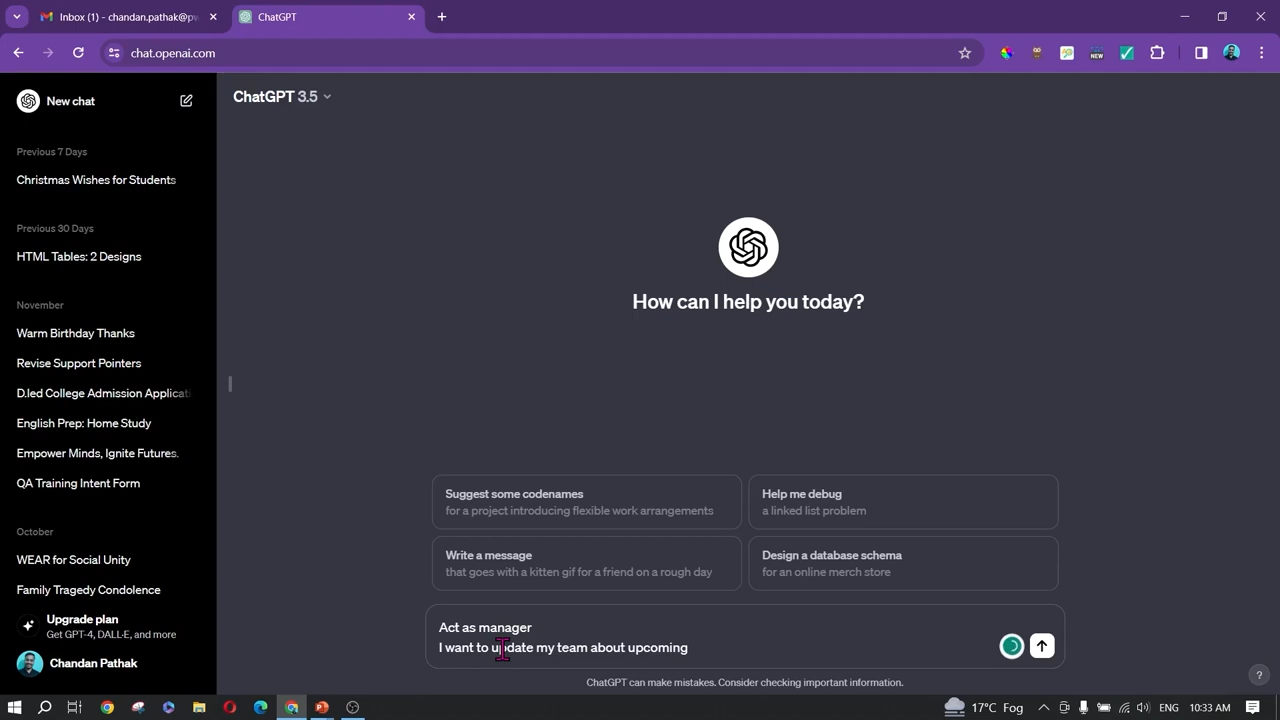 Inbox (1) - chandan.pathak@pw
ChatGPT
chat.openai.com
NEW
New chat
ChatGPT 3.5
Previous 7 Days
Christmas Wishes for Students
Previous 30 Days
HTML Tables: 2 Designs
November
Warm Birthday Thanks
Revise Support Pointers
D.led College Admission Applicati
English Prep: Home Study
Empower Minds, Ignite Futures.
QA Training Intent Form
October
WEAR for Social Unity
Family Tragedy Condolence
Upgrade plan
Get GPT-4, DALL·E, and more
Chandan Pathak
How can I help you today?
Suggest some codenames
for a project introducing flexible work arrangements
Help me debug
a linked list problem
Write a message
that goes with a kitten gif for a friend on a rough day
Design a database schema
for an online merch store
Act as manager
I want to update my team about upcoming
ChatGPT can make mistakes. Consider checking important information.
?
17°C Fog
ENG
10:33 AM